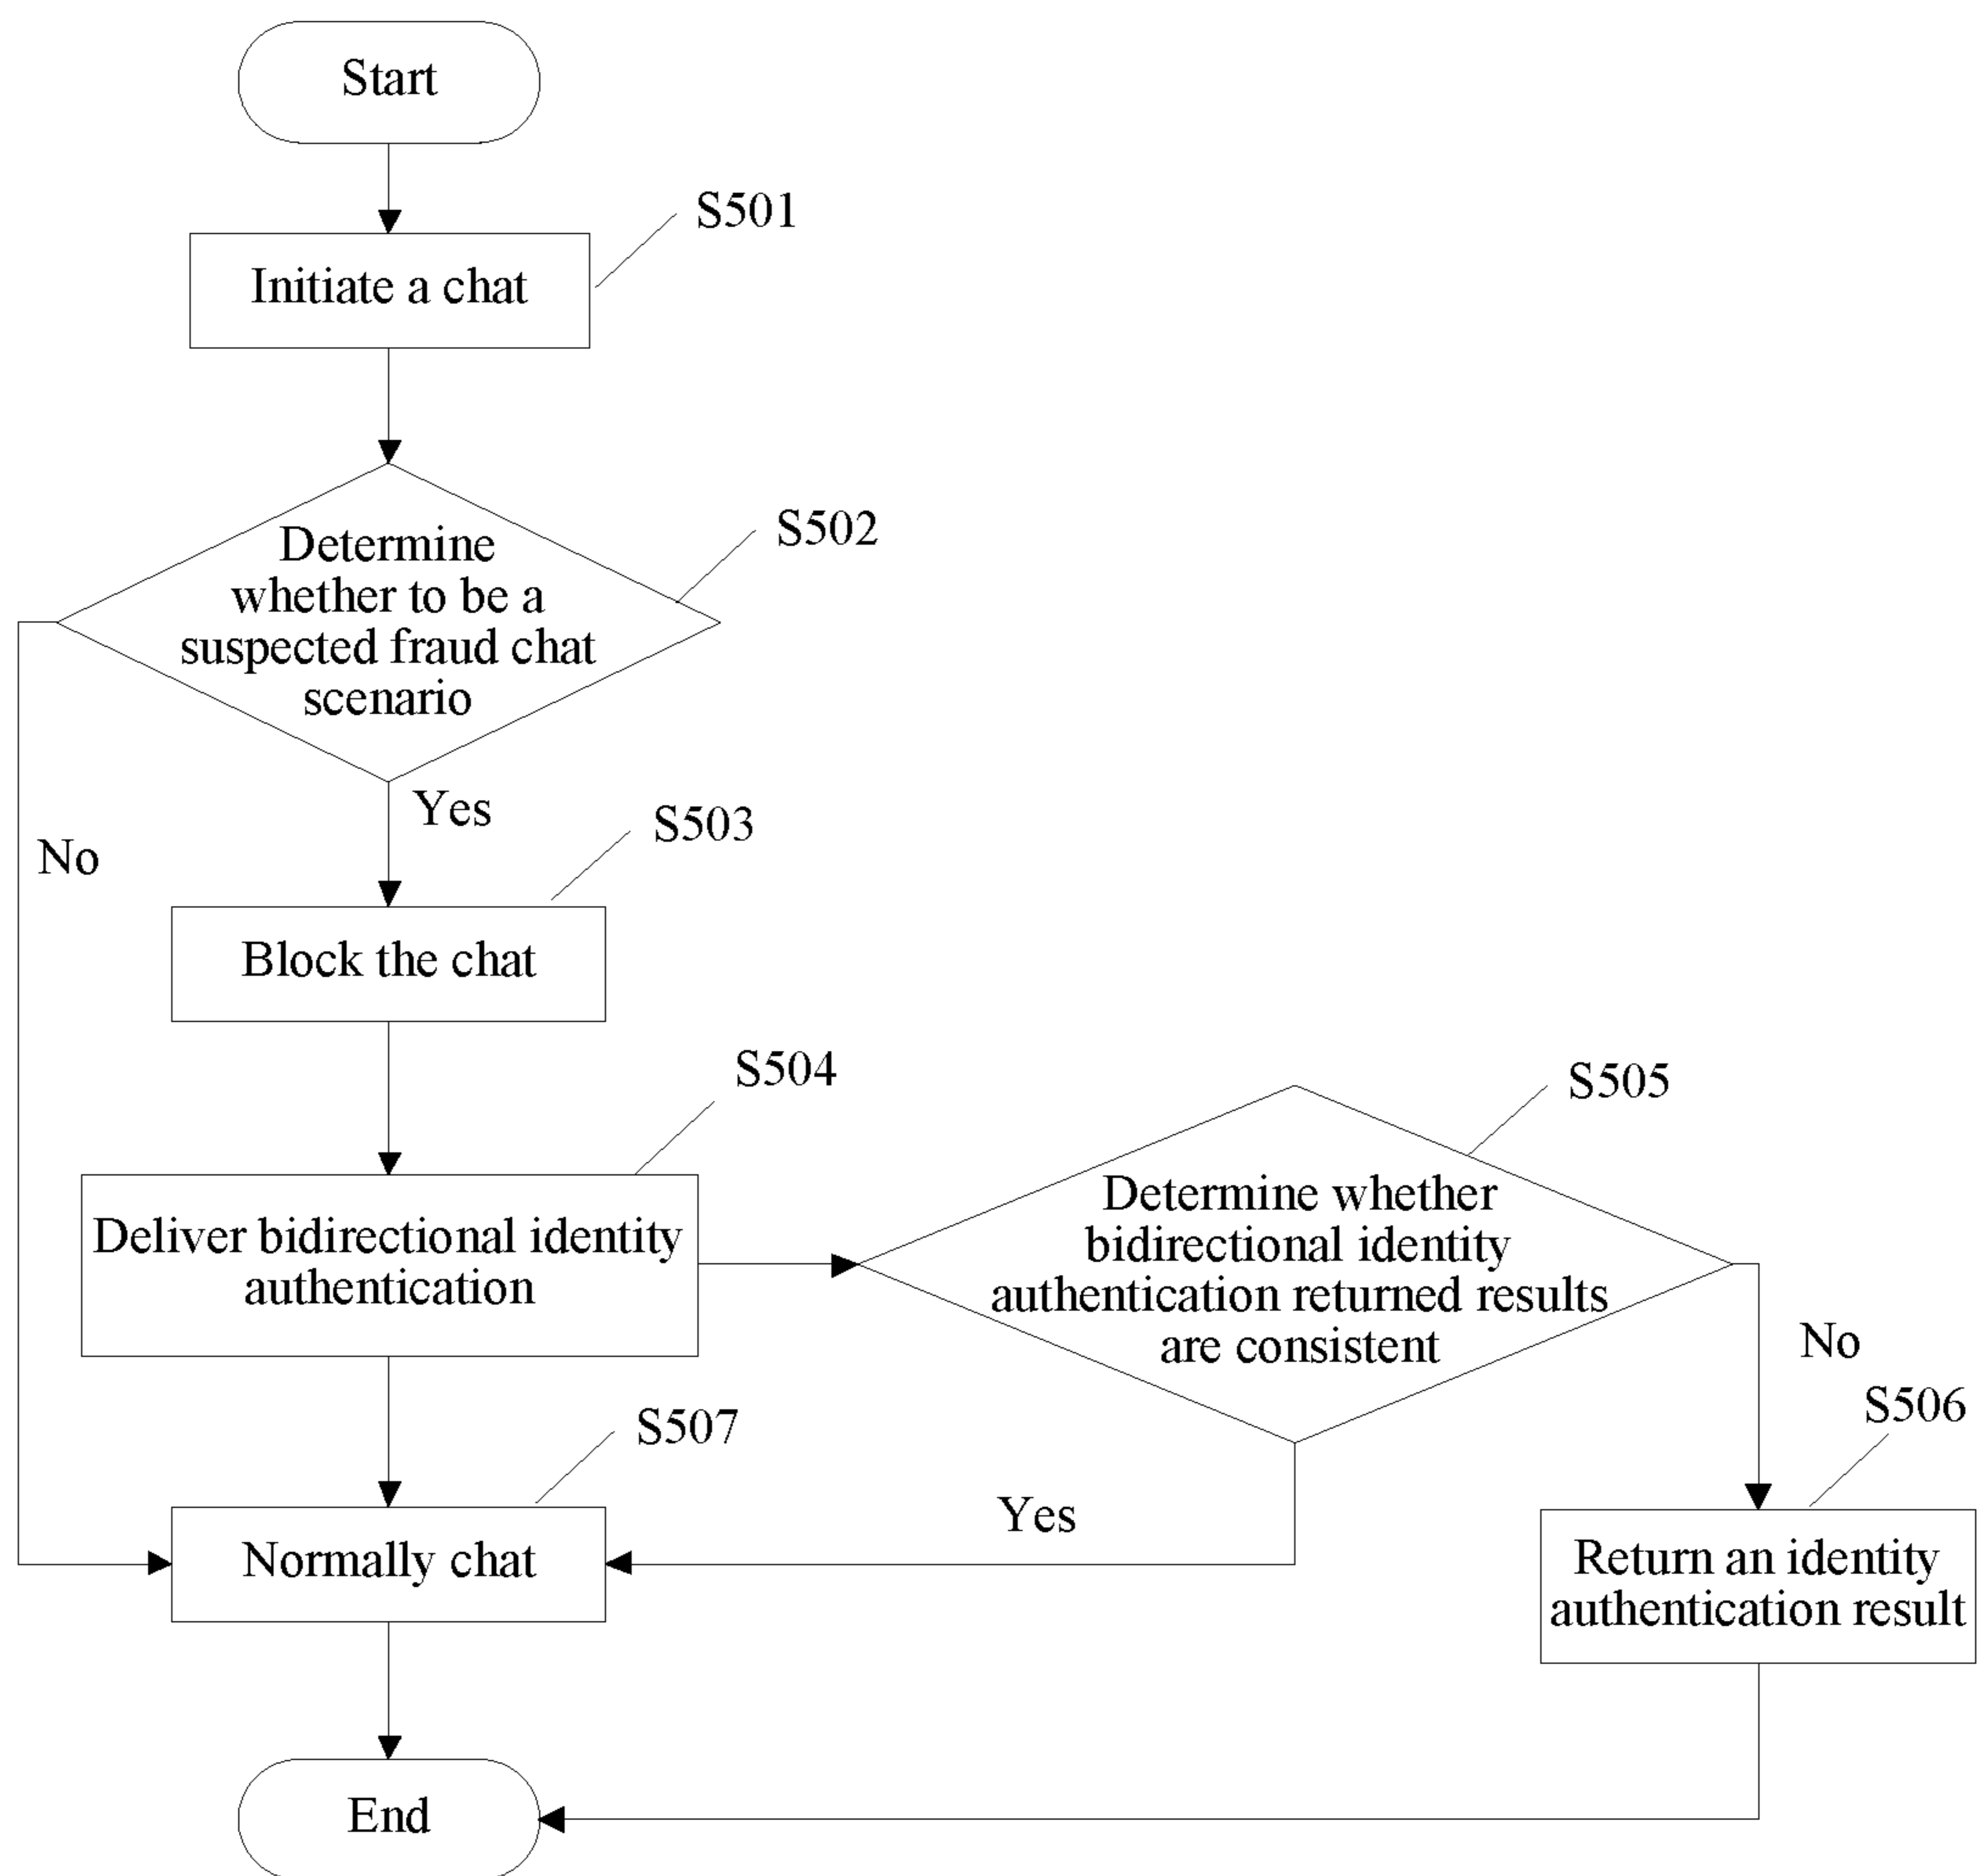 Start
S501
Initiate a chat
S502
Determine
whether to be a
suspected fraud chat
scenario
Yes
No
S503
Block the chat
S504
Deliver bidirectional identity
authentication
S505
Determine whether
bidirectional identity
authentication returned results
are consistent
No
S506
S507
Yes
Normally chat
Return an identity
authentication result
End